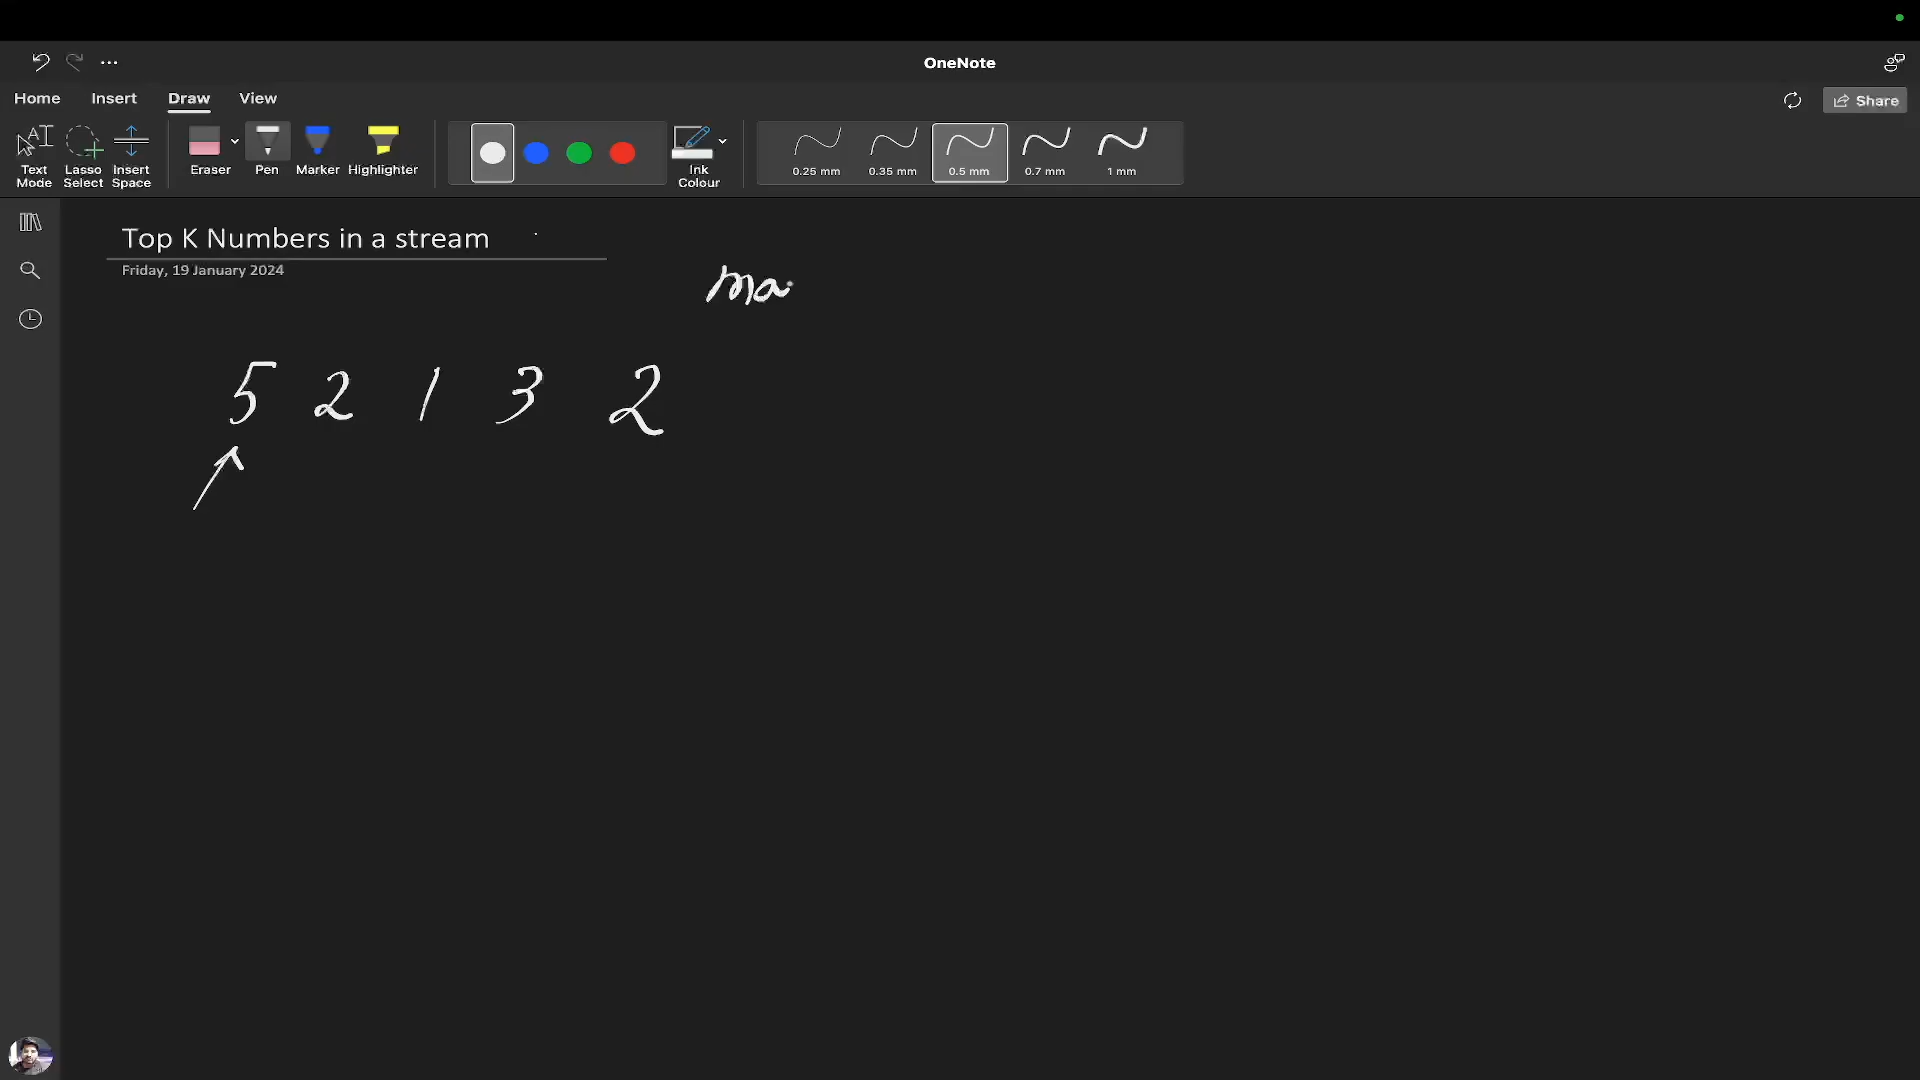 OneNote
Home Insert Draw View
Share
Text Mode
Lasso Select
Insert Space
Eraser
Pen
Marker
Highlighter
Ink Colour
0.25 mm
0.35 mm
0.5 mm
0.7 mm
1 mm
Top K Numbers in a stream
Friday, 19 January 2024
ma
5 2 1 3 2